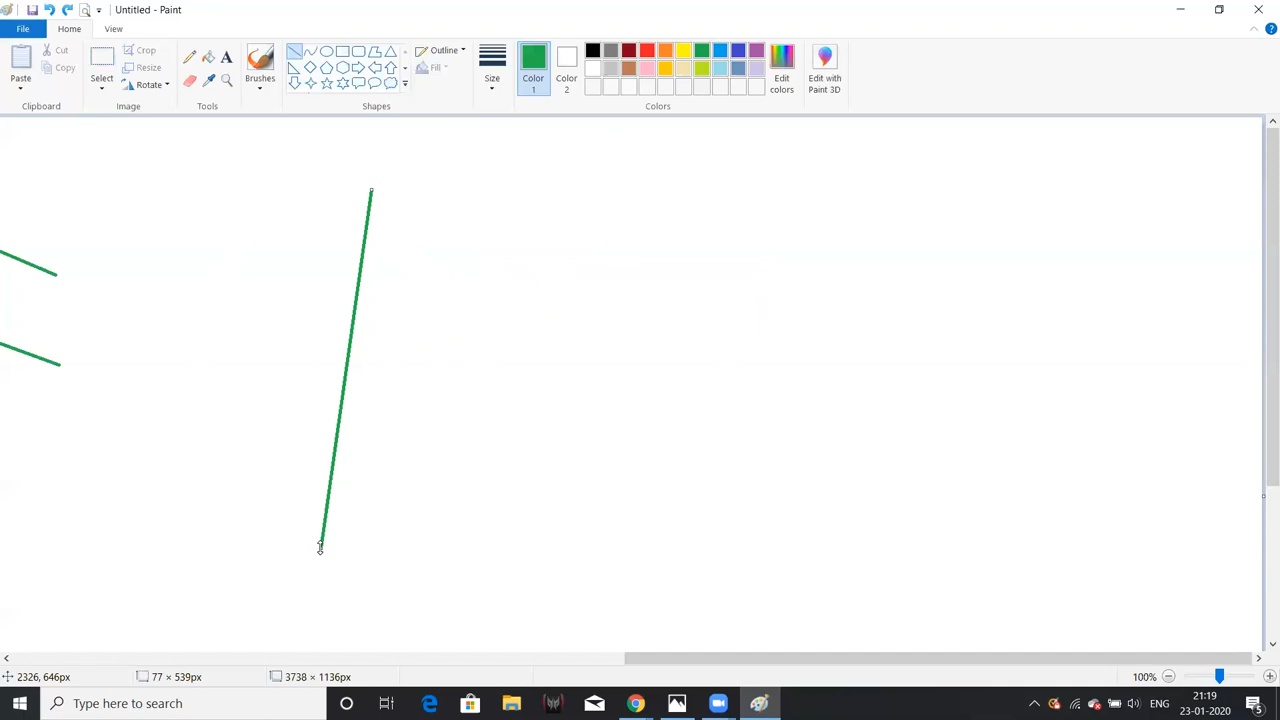 Untitled - Paint
File
Home
View
Paste
Cut
Copy
Clipboard
Select
Crop
Resize
Rotate
Image
Tools
Brushes
Outline
Fill
Shapes
Size
Color
1
Color
2
Edit
colors
Edit with
Paint 3D
Colors
2326, 646px
77 × 539px
3738 × 1136px
100%
Type here to search
ENG
21:19
23-01-2020
5